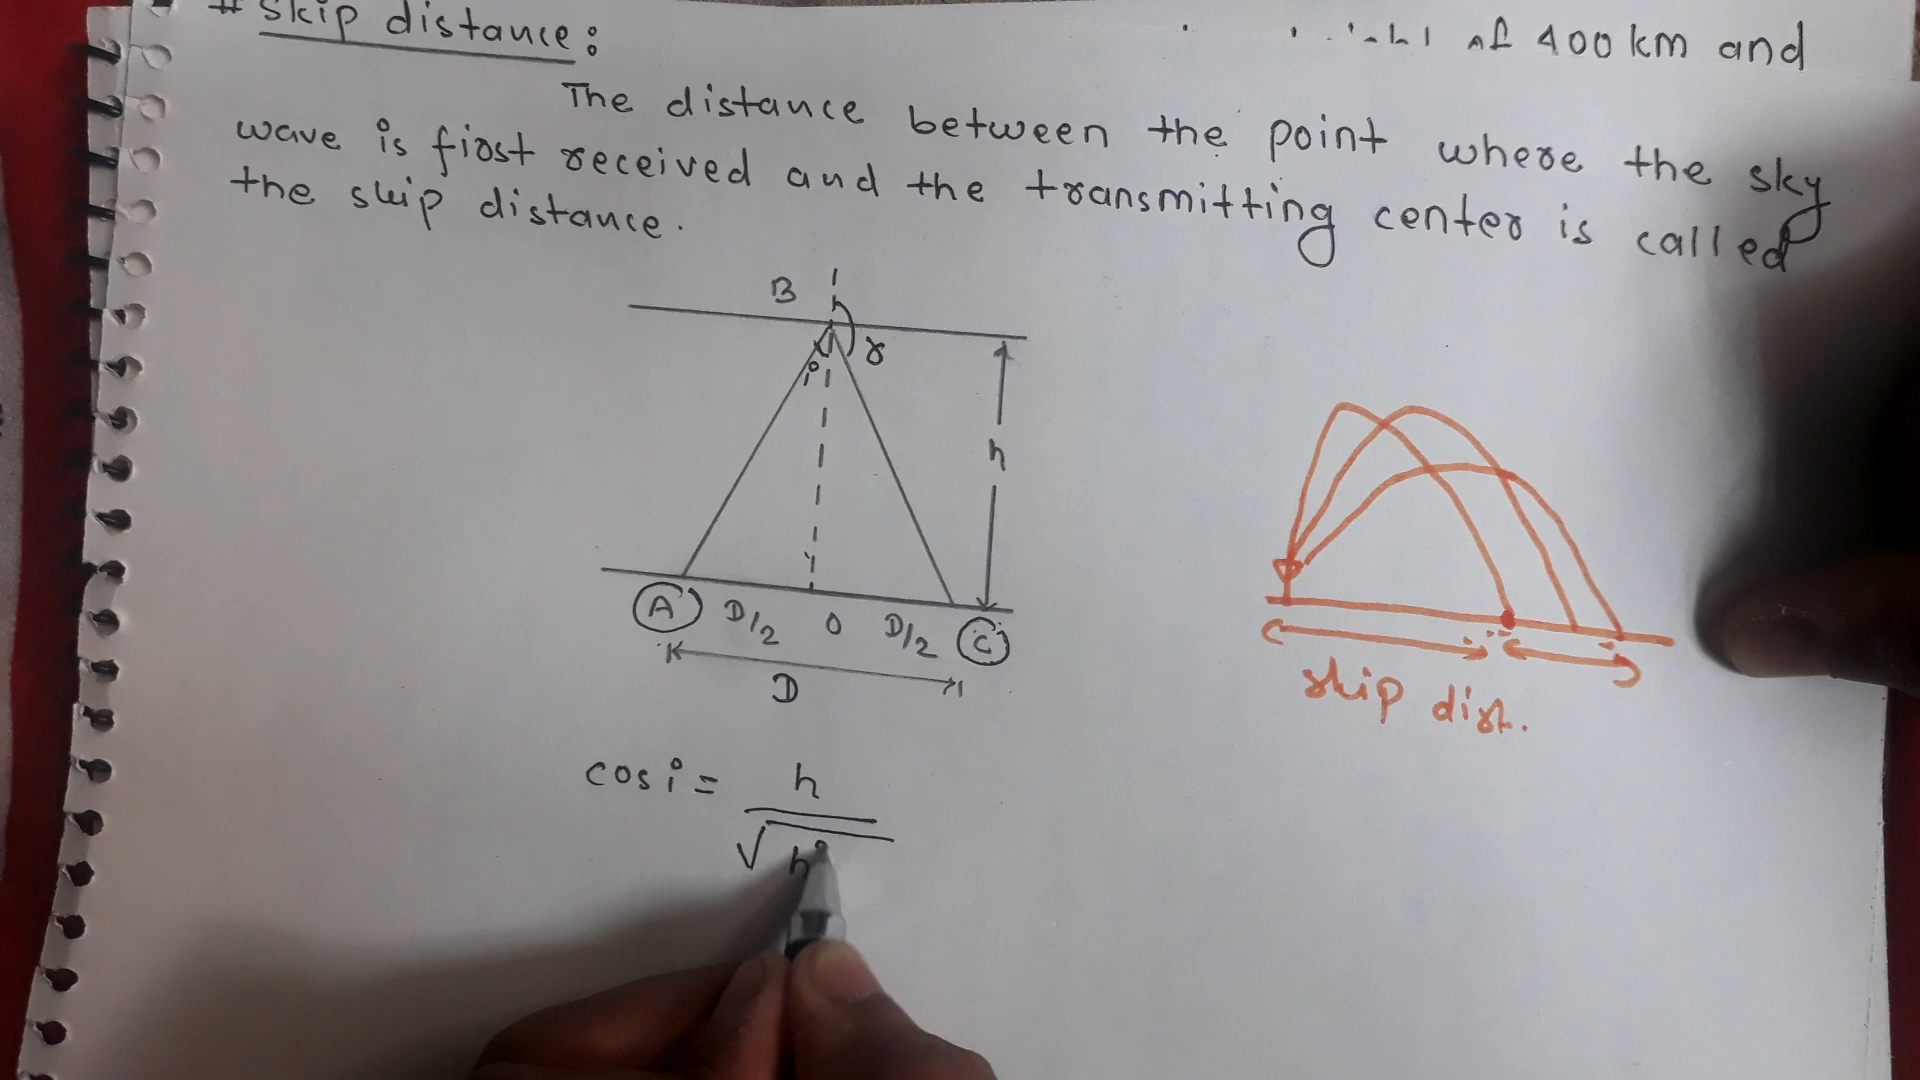 # skip distance:
of 400 km and
The distance between the point where the sky
wave is first received and the transmitting center is called
the skip distance.
B
r
i
h
A D/2 O D/2 C
D
skip dist.
cos i = h
√h²